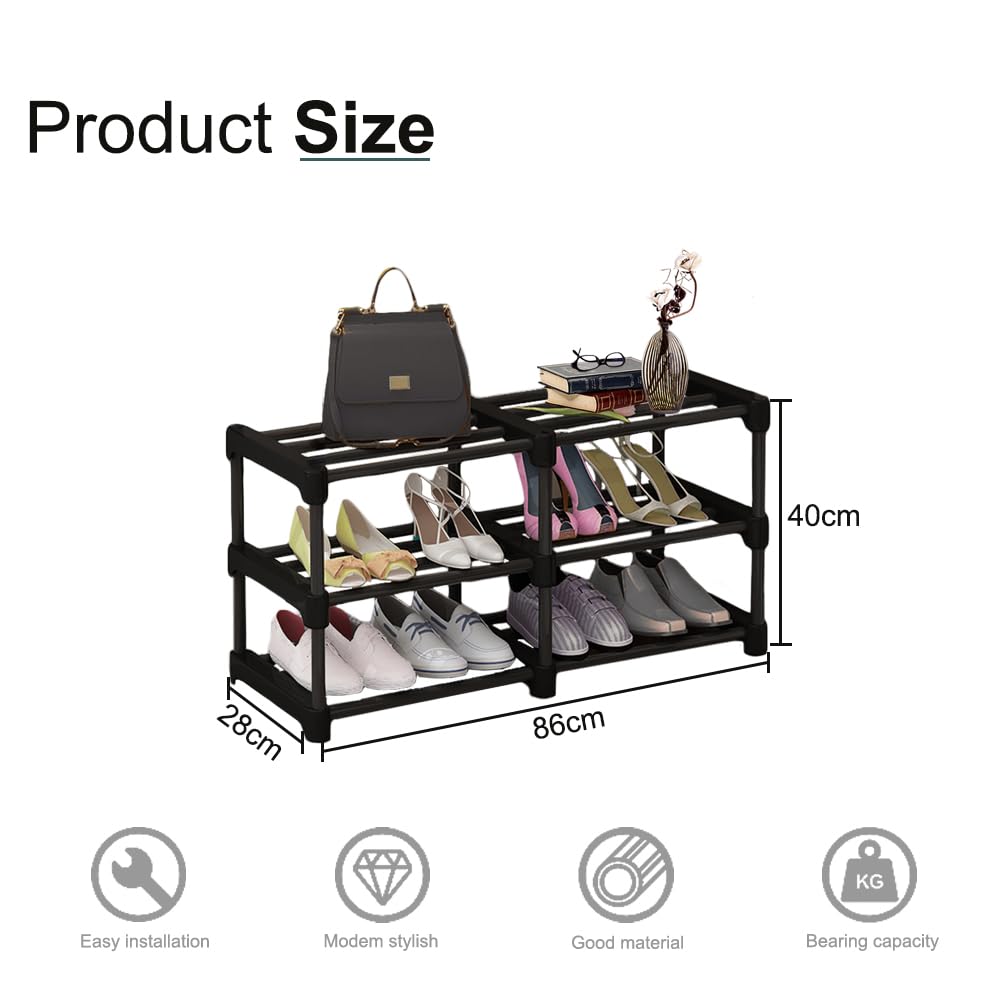 Product Size
40cm
28cm
86cm
KG
Easy installation
Modem stylish
Good material
Bearing capacity